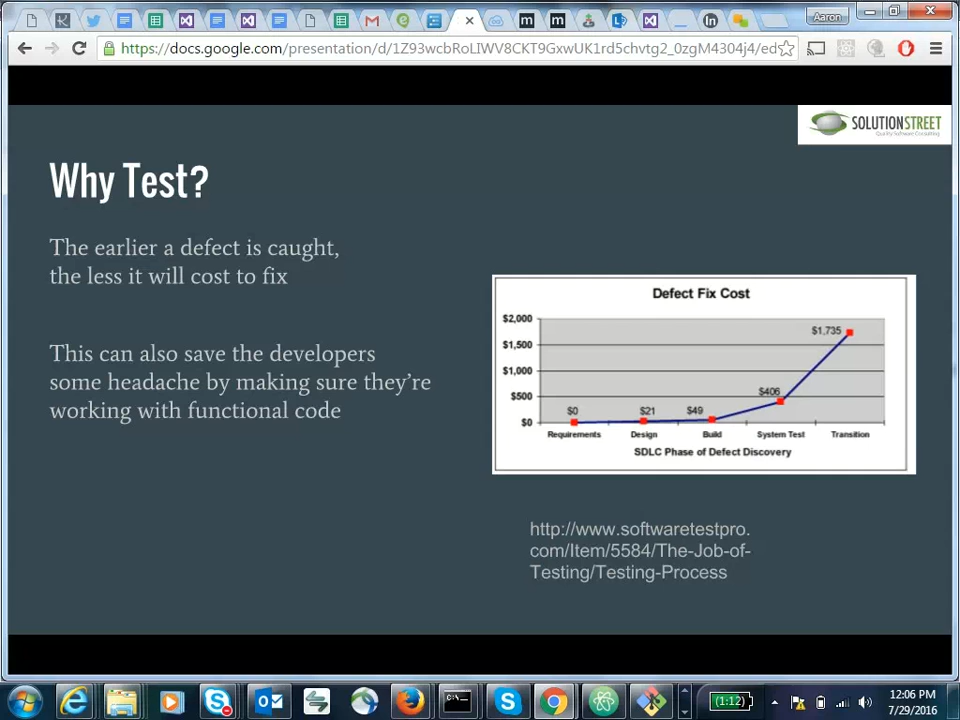 Aaron
https://docs.google.com/presentation/d/1Z93wcbRoLIWV8CKT9GxwUK1rd5chvtg2_0zgM4304j4/ed
SOLUTIONSTREET
Quality Software Consulting
Why Test?
The earlier a defect is caught,
the less it will cost to fix
This can also save the developers
some headache by making sure they're
working with functional code
Defect Fix Cost
$2,000
$1,500
$1,000
$500
$0
$0
$21
$49
$406
$1,735
Requirements
Design
Build
System Test
Transition
SDLC Phase of Defect Discovery
http://www.softwaretestpro.
com/Item/5584/The-Job-of-
Testing/Testing-Process
(1:12)
12:06 PM
7/29/2016